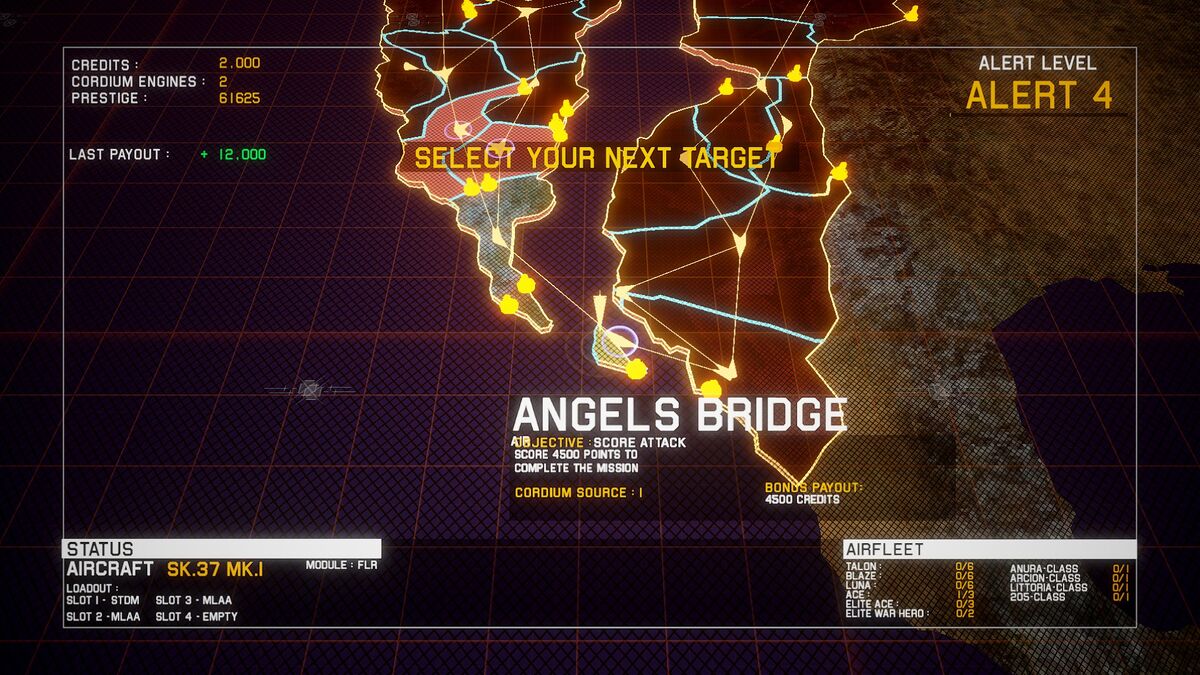 CREDITS : 2.000
CORDIUM ENGINES : 2
PRESTIGE : 61625
LAST PAYOUT : + 12.000
ALERT LEVEL
ALERT 4
SELECT YOUR NEXT TARGET
ANGELS BRIDGE
AIR
OBJECTIVE : SCORE ATTACK
SCORE 4500 POINTS TO
COMPLETE THE MISSION
CORDIUM SOURCE : 1
BONUS PAYOUT:
4500 CREDITS
STATUS
AIRCRAFT SK.37 MK.I
MODULE : FLR
LOADOUT :
SLOT 1 - STDM SLOT 3 - MLAA
SLOT 2 -MLAA SLOT 4 - EMPTY
AIRFLEET
TALON : 0/6
BLAZE : 0/6
LUNA : 0/6
ACE : 1/3
ELITE ACE : 0/3
ELITE WAR HERO : 0/2
ANURA-CLASS 0/1
ARCION-CLASS 0/1
LITTORIA-CLASS 0/1
205-CLASS 0/1